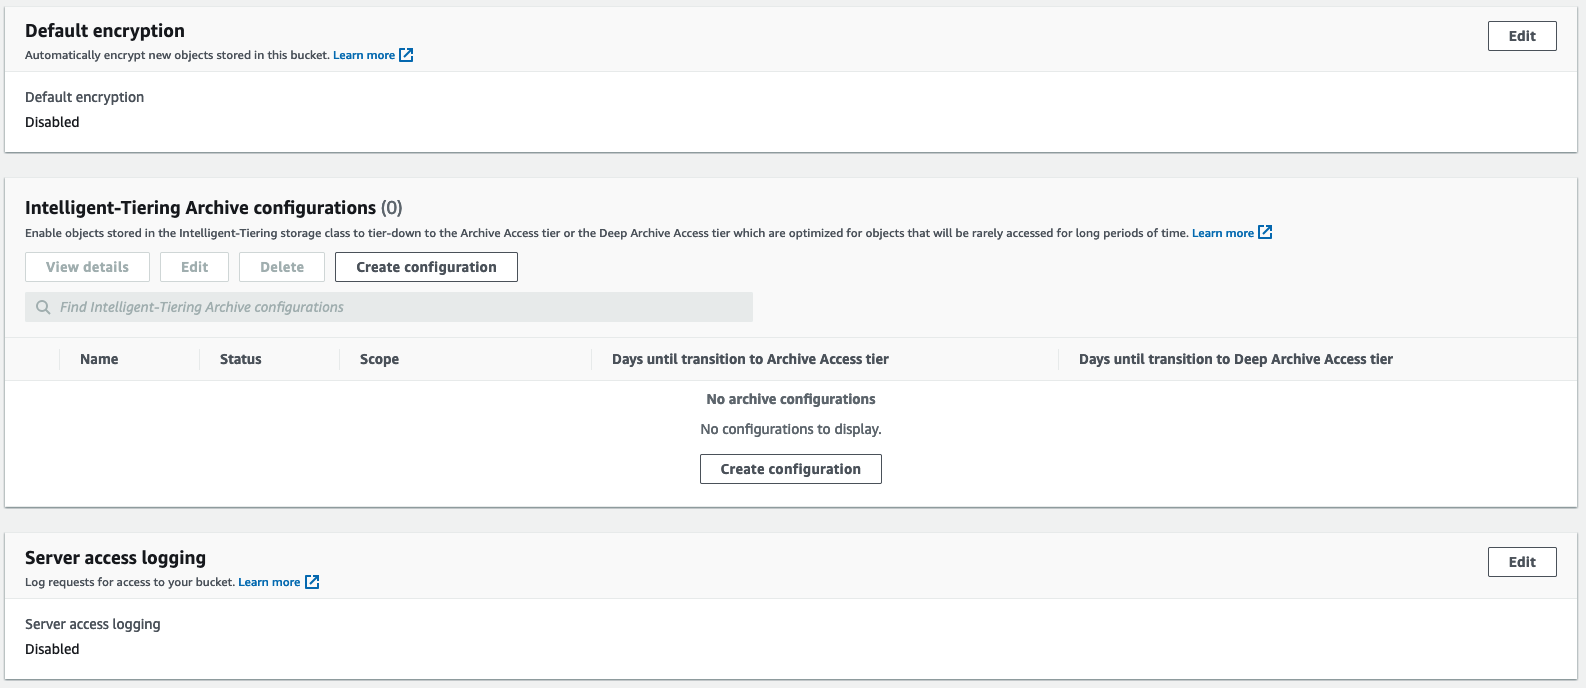 Default encryption
Edit
Automatically encrypt new objects stored in this bucket. Learn more
Default encryption
Disabled
Intelligent-Tiering Archive configurations (0)
Enable objects stored in the Intelligent-Tiering storage class to tier-down to the Archive Access tier or the Deep Archive Access tier which are optimized for objects that will be rarely accessed for long periods of time. Learn more
View details Edit Delete Create configuration
Find Intelligent-Tiering Archive configurations
Name Status Scope Days until transition to Archive Access tier Days until transition to Deep Archive Access tier
No archive configurations
No configurations to display.
Create configuration
Server access logging
Edit
Log requests for access to your bucket. Learn more
Server access logging
Disabled